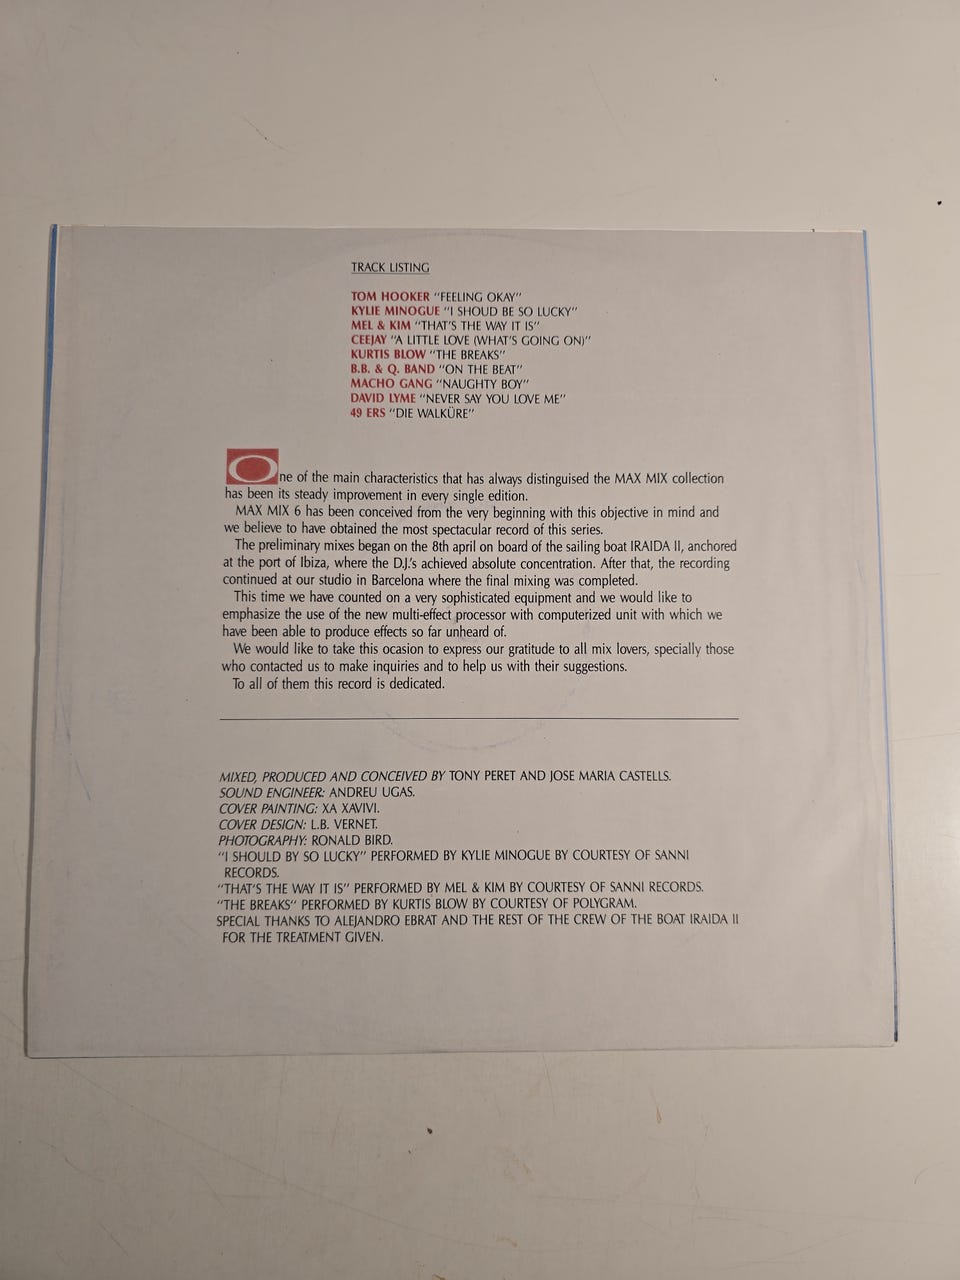 TRACK LISTING
TOM HOOKER "FEELING OKAY"
KYLIE MINOGUE "I SHOUD BE SO LUCKY"
MEL & KIM "THAT'S THE WAY IT IS"
CEEJAY "A LITTLE LOVE (WHAT'S GOING ON)"
KURTIS BLOW "THE BREAKS"
B.B. & Q. BAND "ON THE BEAT"
MACHO GANG "NAUGHTY BOY"
DAVID LYME "NEVER SAY YOU LOVE ME"
49 ERS "DIE WALKÜRE"
One of the main characteristics that has always distinguised the MAX MIX collection
has been its steady improvement in every single edition.
MAX MIX 6 has been conceived from the very beginning with this objective in mind and
we believe to have obtained the most spectacular record of this series.
The preliminary mixes began on the 8th april on board of the sailing boat IRAIDA II, anchored
at the port of Ibiza, where the D.J.'s achieved absolute concentration. After that, the recording
continued at our studio in Barcelona where the final mixing was completed.
This time we have counted on a very sophisticated equipment and we would like to
emphasize the use of the new multi-effect processor with computerized unit with which we
have been able to produce effects so far unheard of.
We would like to take this ocasion to express our gratitude to all mix lovers, specially those
who contacted us to make inquiries and to help us with their suggestions.
To all of them this record is dedicated.
MIXED, PRODUCED AND CONCEIVED BY TONY PERET AND JOSE MARIA CASTELLS.
SOUND ENGINEER: ANDREU UGAS.
COVER PAINTING: XA XAVIVI.
COVER DESIGN: L.B. VERNET.
PHOTOGRAPHY: RONALD BIRD.
"I SHOULD BY SO LUCKY" PERFORMED BY KYLIE MINOGUE BY COURTESY OF SANNI
RECORDS.
"THAT'S THE WAY IT IS" PERFORMED BY MEL & KIM BY COURTESY OF SANNI RECORDS.
"THE BREAKS" PERFORMED BY KURTIS BLOW BY COURTESY OF POLYGRAM.
SPECIAL THANKS TO ALEJANDRO EBRAT AND THE REST OF THE CREW OF THE BOAT IRAIDA II
FOR THE TREATMENT GIVEN.